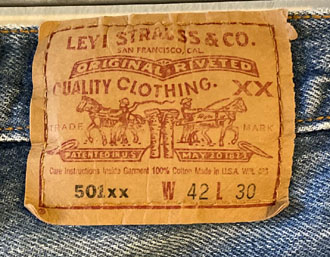 LEVI STRAUSS & CO.
SAN FRANCISCO, CAL.
ORIGINAL RIVETED
QUALITY CLOTHING. XX
TRADE MARK
PATENTED IN U.S. MAY 20 1873
Care Instructions Inside Garment 100% Cotton Made in U.S.A. WPL 423
501xx W 42 L 30